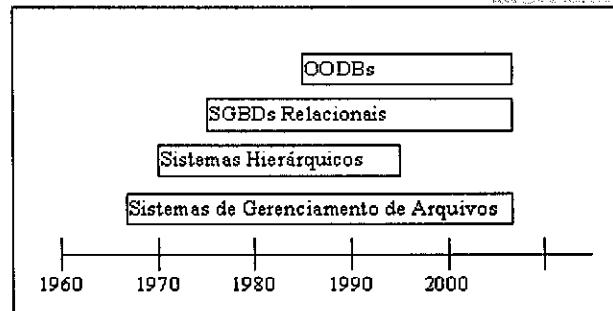 OODBs
SGBDs Relacionais
Sistemas Hierárquicos
Sistemas de Gerenciamento de Arquivos
1960 1970 1980 1990 2000